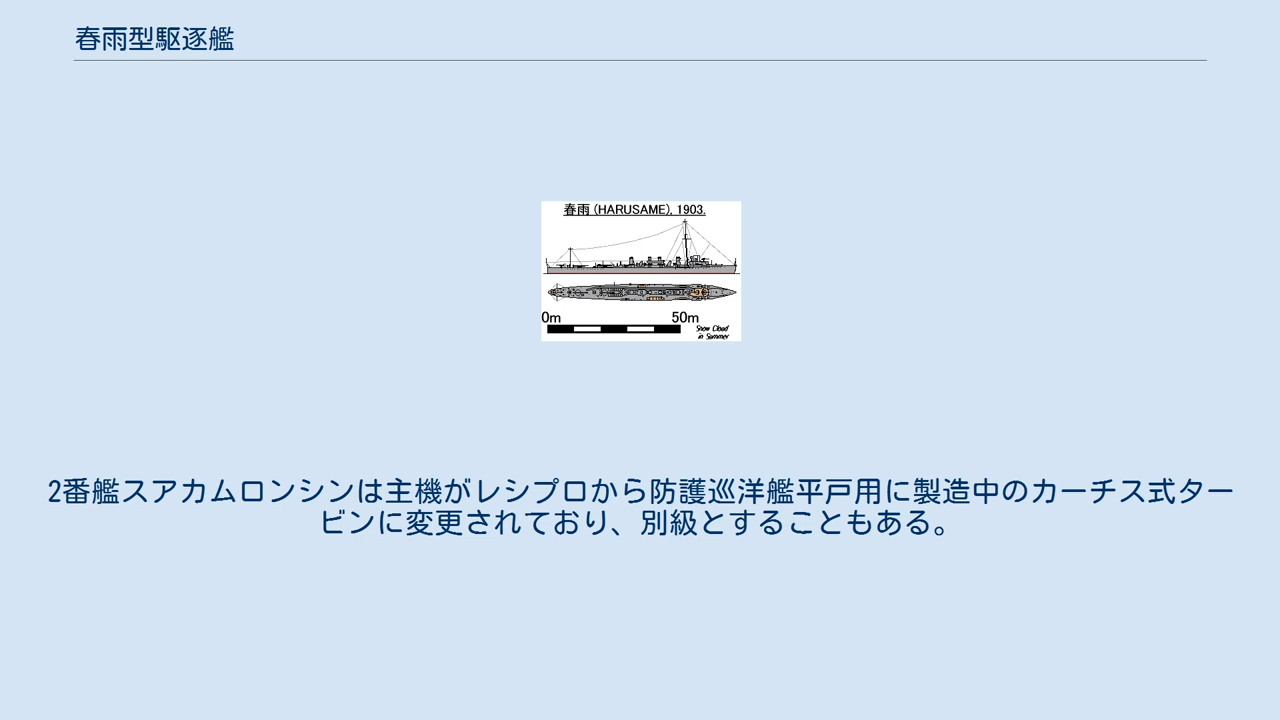 春雨型駆逐艦
春雨 (HARUSAME), 1903.
0m 50m
Snow Cloud
in Summer
2番艦スアカムロンシンは主機がレシプロから防護巡洋艦平戸用に製造中のカーチス式ター
ビンに変更されており、別級とすることもある。